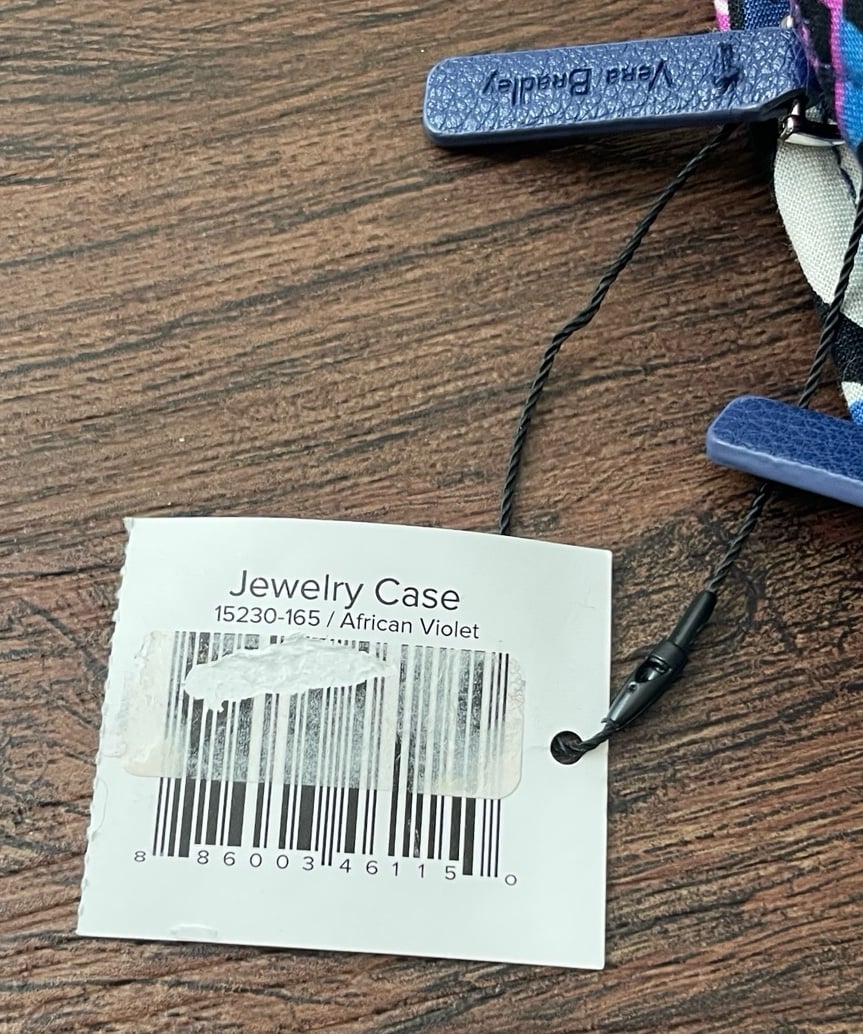 Vera Bradley
Jewelry Case
15230-165 / African Violet
8 86003 46115 0